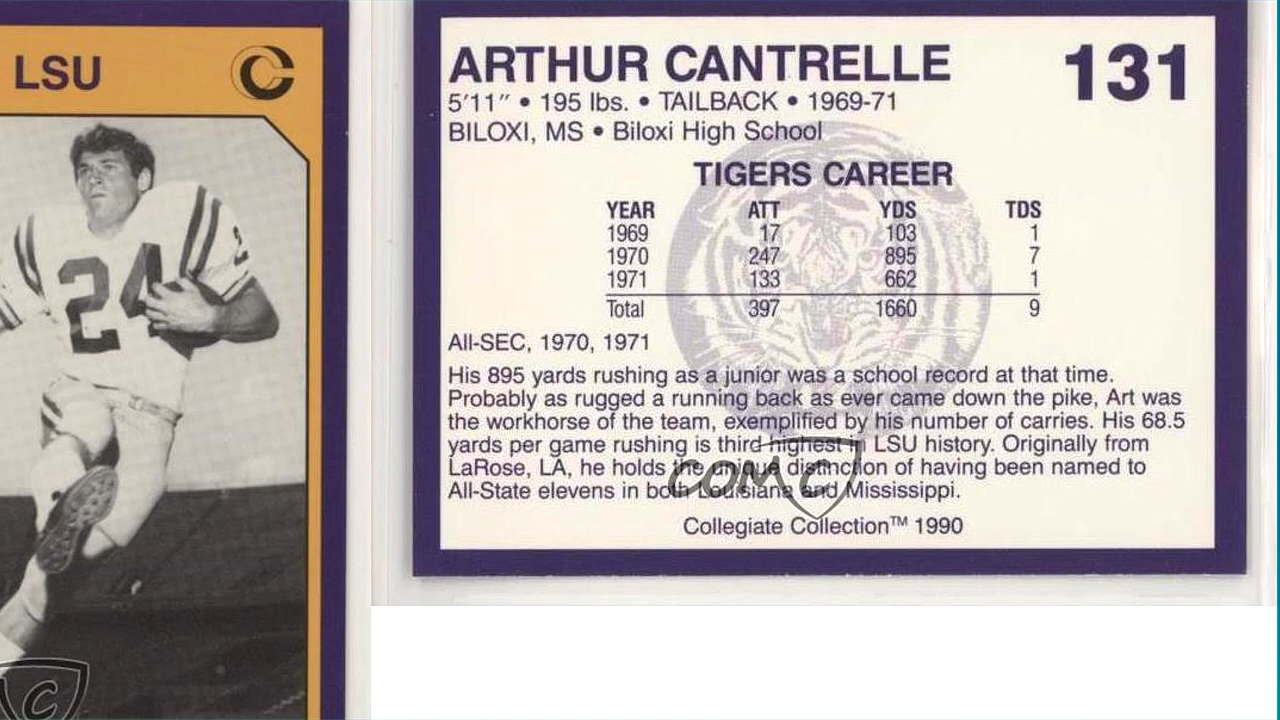 LSU
24
2
ARTHUR CANTRELLE
131
5'11" • 195 lbs. • TAILBACK • 1969-71
BILOXI, MS • Biloxi High School
TIGERS CAREER
YEAR ATT YDS TDS
1969 17 103 1
1970 247 895 7
1971 133 662 1
Total 397 1660 9
All-SEC, 1970, 1971
His 895 yards rushing as a junior was a school record at that time.
Probably as rugged a running back as ever came down the pike, Art was
the workhorse of the team, exemplified by his number of carries. His 68.5
yards per game rushing is third highest in LSU history. Originally from
LaRose, LA, he holds the unique distinction of having been named to
All-State elevens in both Louisiana and Mississippi.
COMC
Collegiate Collection™ 1990
C